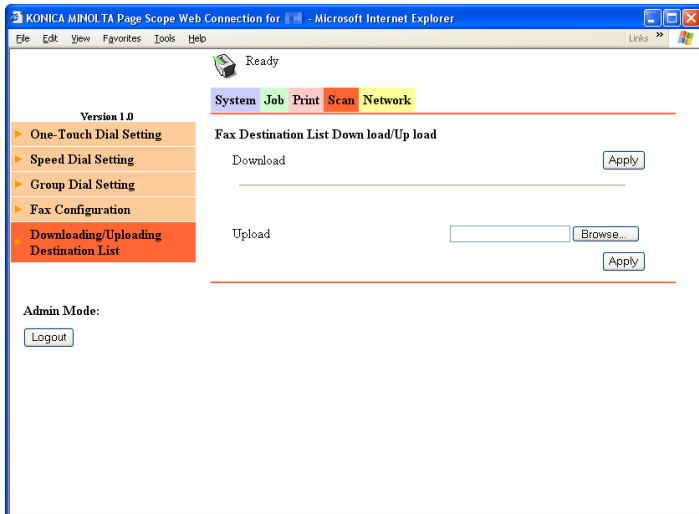 KONICA MINOLTA Page Scope Web Connection for - Microsoft Internet Explorer
File Edit View Favorites Tools Help Links »
Ready
System Job Print Scan Network
Version 1.0
One-Touch Dial Setting
Speed Dial Setting
Group Dial Setting
Fax Configuration
Downloading/Uploading
Destination List
Fax Destination List Down load/Up load
Download Apply
Upload Browse...
Apply
Admin Mode:
Logout